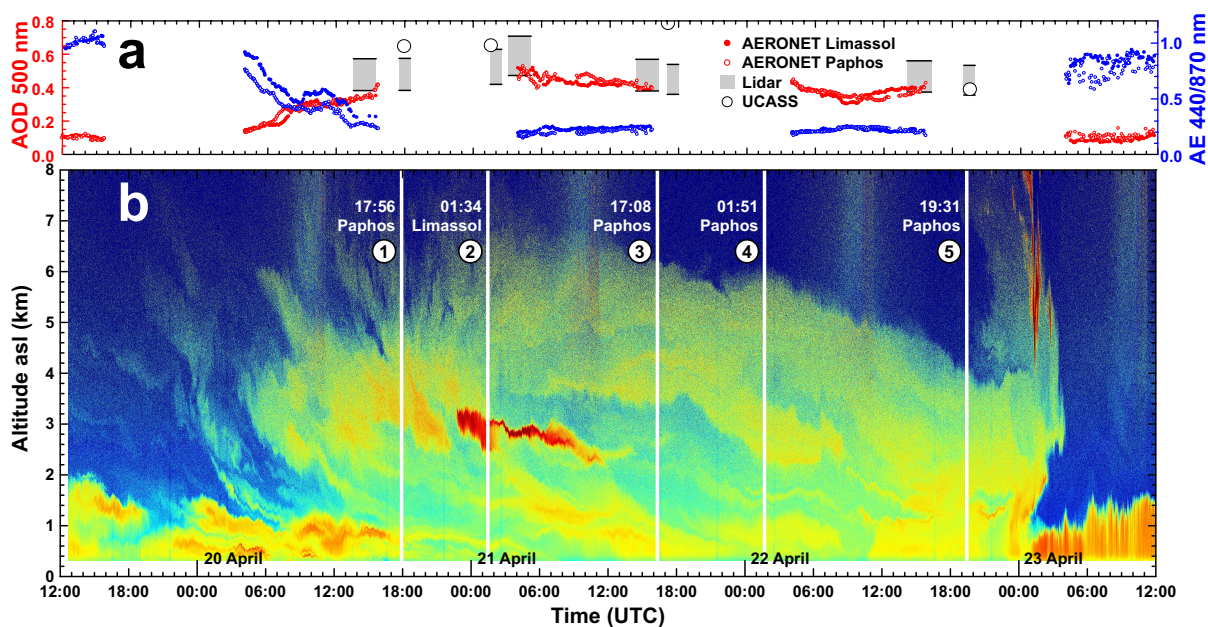 0.8
0.6
0.4
0.2
0.0
AOD 500 nm
a
AERONET Limassol
AERONET Paphos
Lidar
UCASS
1.0
0.5
0.0
AE 440/870 nm
8
7
6
5
4
3
2
1
0
Altitude asl (km)
b
17:56
Paphos
1
01:34
Limassol
2
17:08
Paphos
3
01:51
Paphos
4
19:31
Paphos
5
20 April
21 April
22 April
23 April
12:00 18:00 00:00 06:00 12:00 18:00 00:00 06:00 12:00 18:00 00:00 06:00 12:00 18:00 00:00 06:00 12:00
Time (UTC)